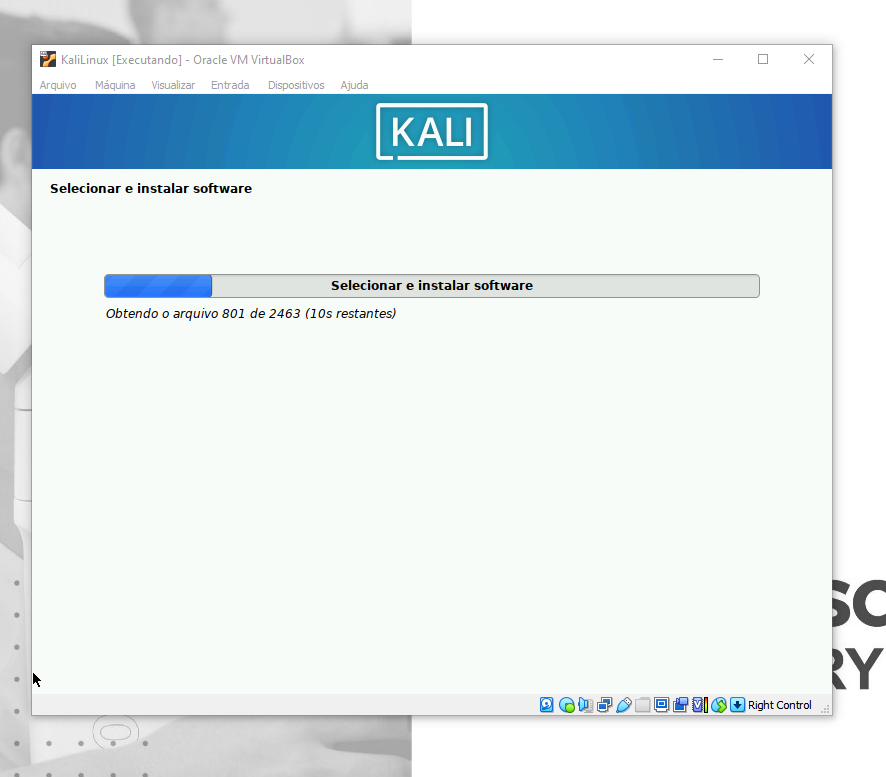 KaliLinux [Executando] - Oracle VM VirtualBox
Arquivo Máquina Visualizar Entrada Dispositivos Ajuda
KALI
Selecionar e instalar software
Selecionar e instalar software
Obtendo o arquivo 801 de 2463 (10s restantes)
SC
RY
Right Control